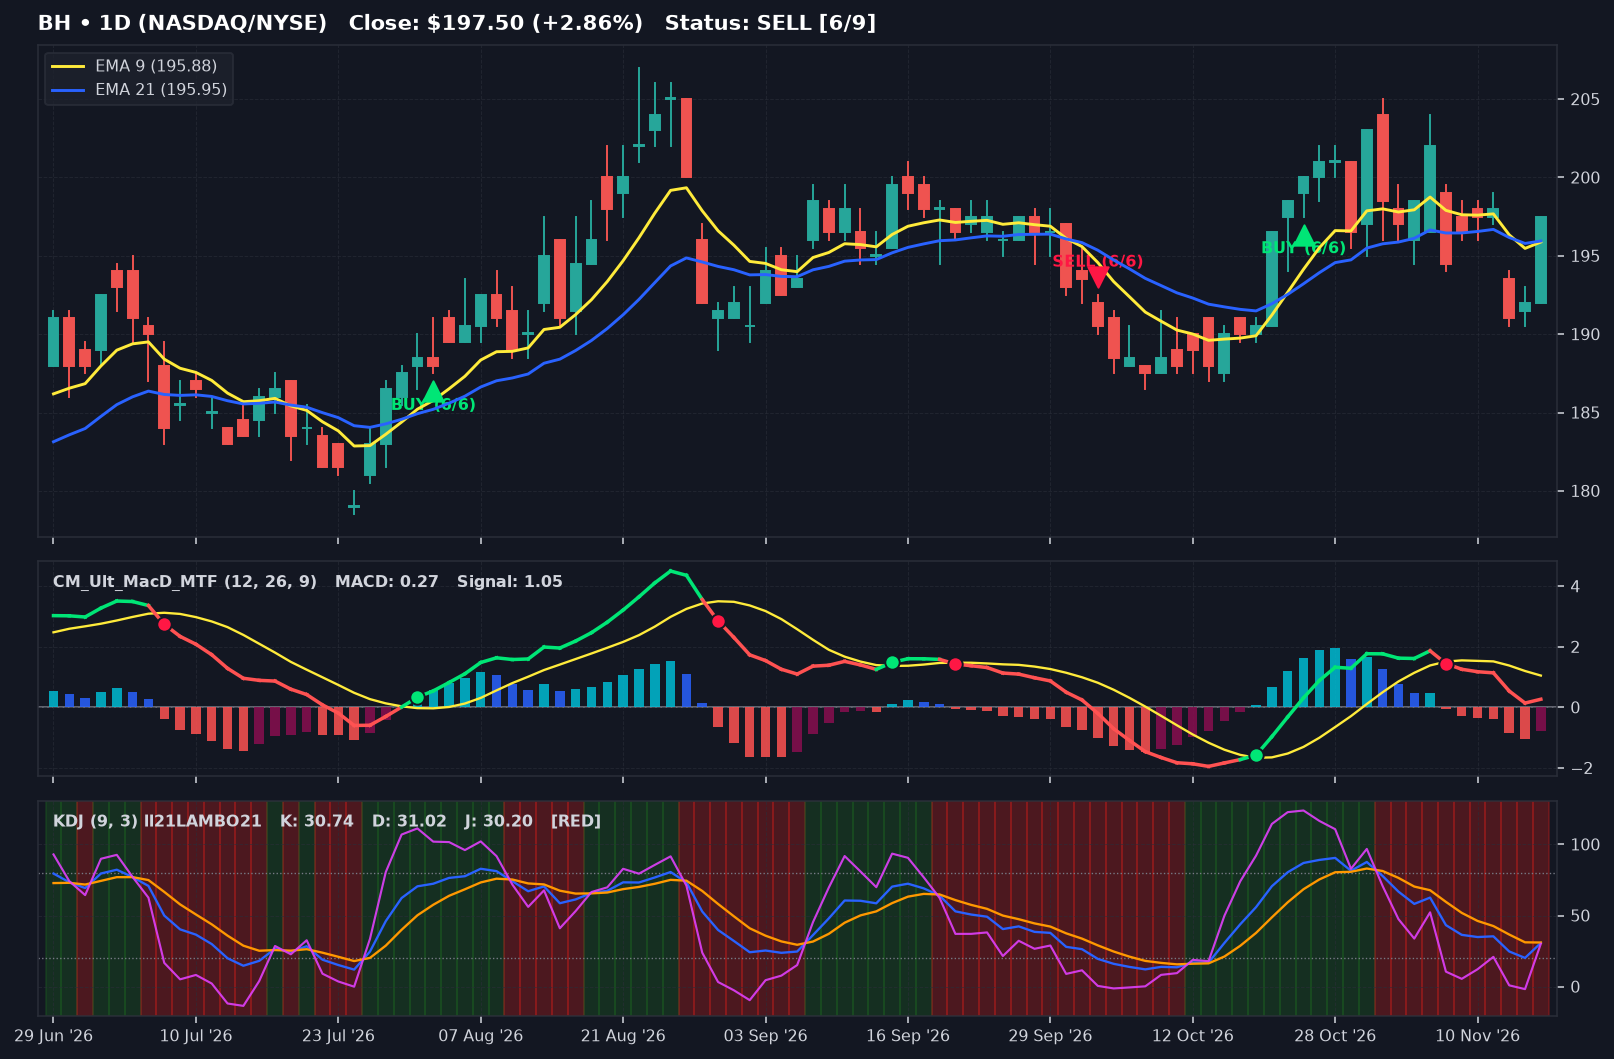 BH • 1D (NASDAQ/NYSE)   Close: $197.50 (+2.86%)   Status: SELL [6/9]
EMA 9 (195.88)
EMA 21 (195.95)
205
200
195
190
185
180
BUY (6/6)
SELL (6/6)
BUY (6/6)
CM_Ult_MacD_MTF (12, 26, 9)   MACD: 0.27   Signal: 1.05
4
2
0
−2
KDJ (9, 3) II21LAMBO21   K: 30.74   D: 31.02   J: 30.20   [RED]
100
50
0
29 Jun '26
10 Jul '26
23 Jul '26
07 Aug '26
21 Aug '26
03 Sep '26
16 Sep '26
29 Sep '26
12 Oct '26
28 Oct '26
10 Nov '26